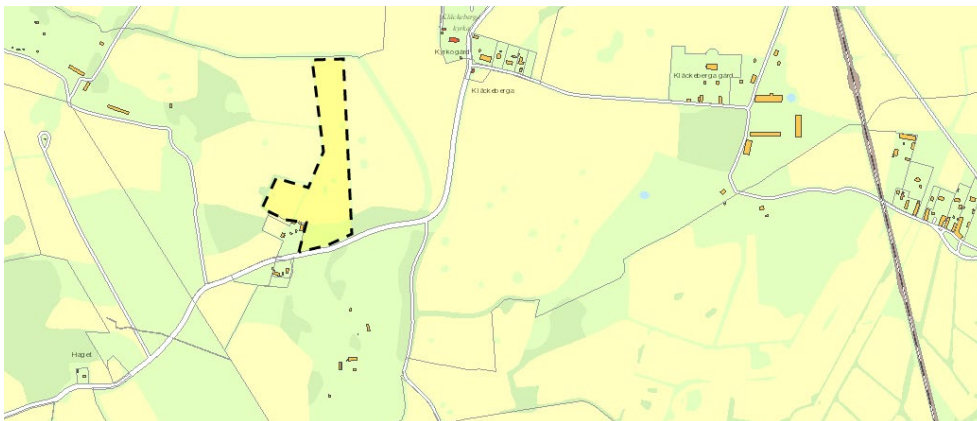 Kläckeberga
kyrka
Kyrkogård
Kläckeberga
Kläckeberga gård
Hagel